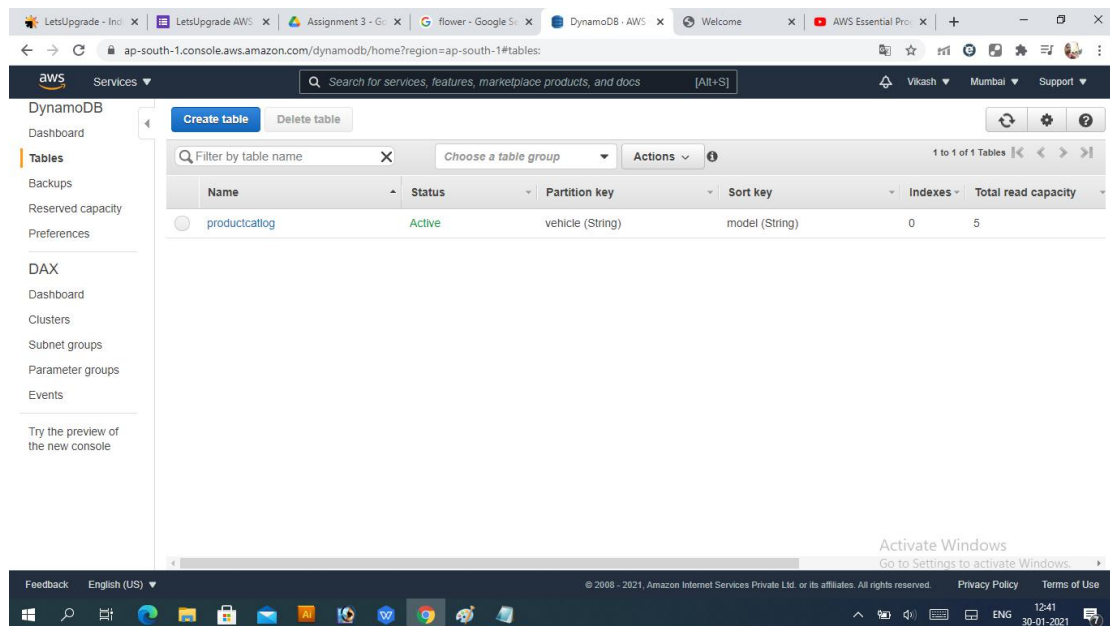 LetsUpgrade - Ind
LetsUpgrade AWS
Assignment 3 - Go
flower - Google Se
DynamoDB · AWS
Welcome
AWS Essential Proc
ap-south-1.console.aws.amazon.com/dynamodb/home?region=ap-south-1#tables:
aws
Services
Search for services, features, marketplace products, and docs
[Alt+S]
Vikash
Mumbai
Support
DynamoDB
Dashboard
Tables
Backups
Reserved capacity
Preferences
DAX
Dashboard
Clusters
Subnet groups
Parameter groups
Events
Try the preview of
the new console
Create table
Delete table
Filter by table name
Choose a table group
Actions
1 to 1 of 1 Tables
Name
Status
Partition key
Sort key
Indexes
Total read capacity
productcatlog
Active
vehicle (String)
model (String)
0
5
Activate Windows
Go to Settings to activate Windows.
Feedback
English (US)
© 2008 - 2021, Amazon Internet Services Private Ltd. or its affiliates. All rights reserved.
Privacy Policy
Terms of Use
ENG
12:41
30-01-2021